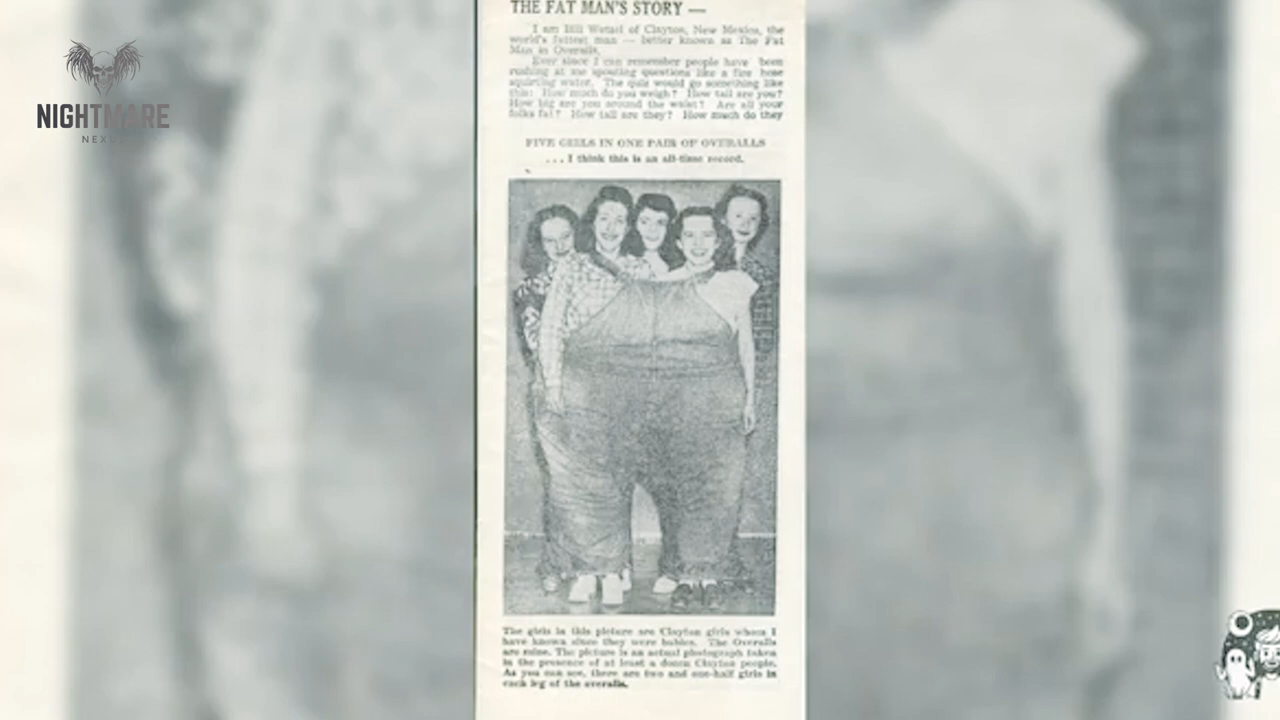 NIGHTMARE
THE FAT MAN'S STORY —
I am Bill Wetzel of Clayton, New Mexico, the
world's fattest man — better known as The Fat
Man in Overalls.
Ever since I can remember people have been
rushing at me spouting questions like a fire hose
squirting water. The quiz would go something like
this: How much do you weigh? How tall are you?
How big are you around the waist? Are all your
folks fat? How tall are they? How much do they
FIVE GIRLS IN ONE PAIR OF OVERALLS
. . . I think this is an all-time record.
The girls in this picture are Clayton girls whom I
have known since they were babies. The Overalls
are mine. The picture is an actual photograph taken
in the presence of at least a dozen Clayton people.
As you can see, there are two and one-half girls in
each leg of the overalls.